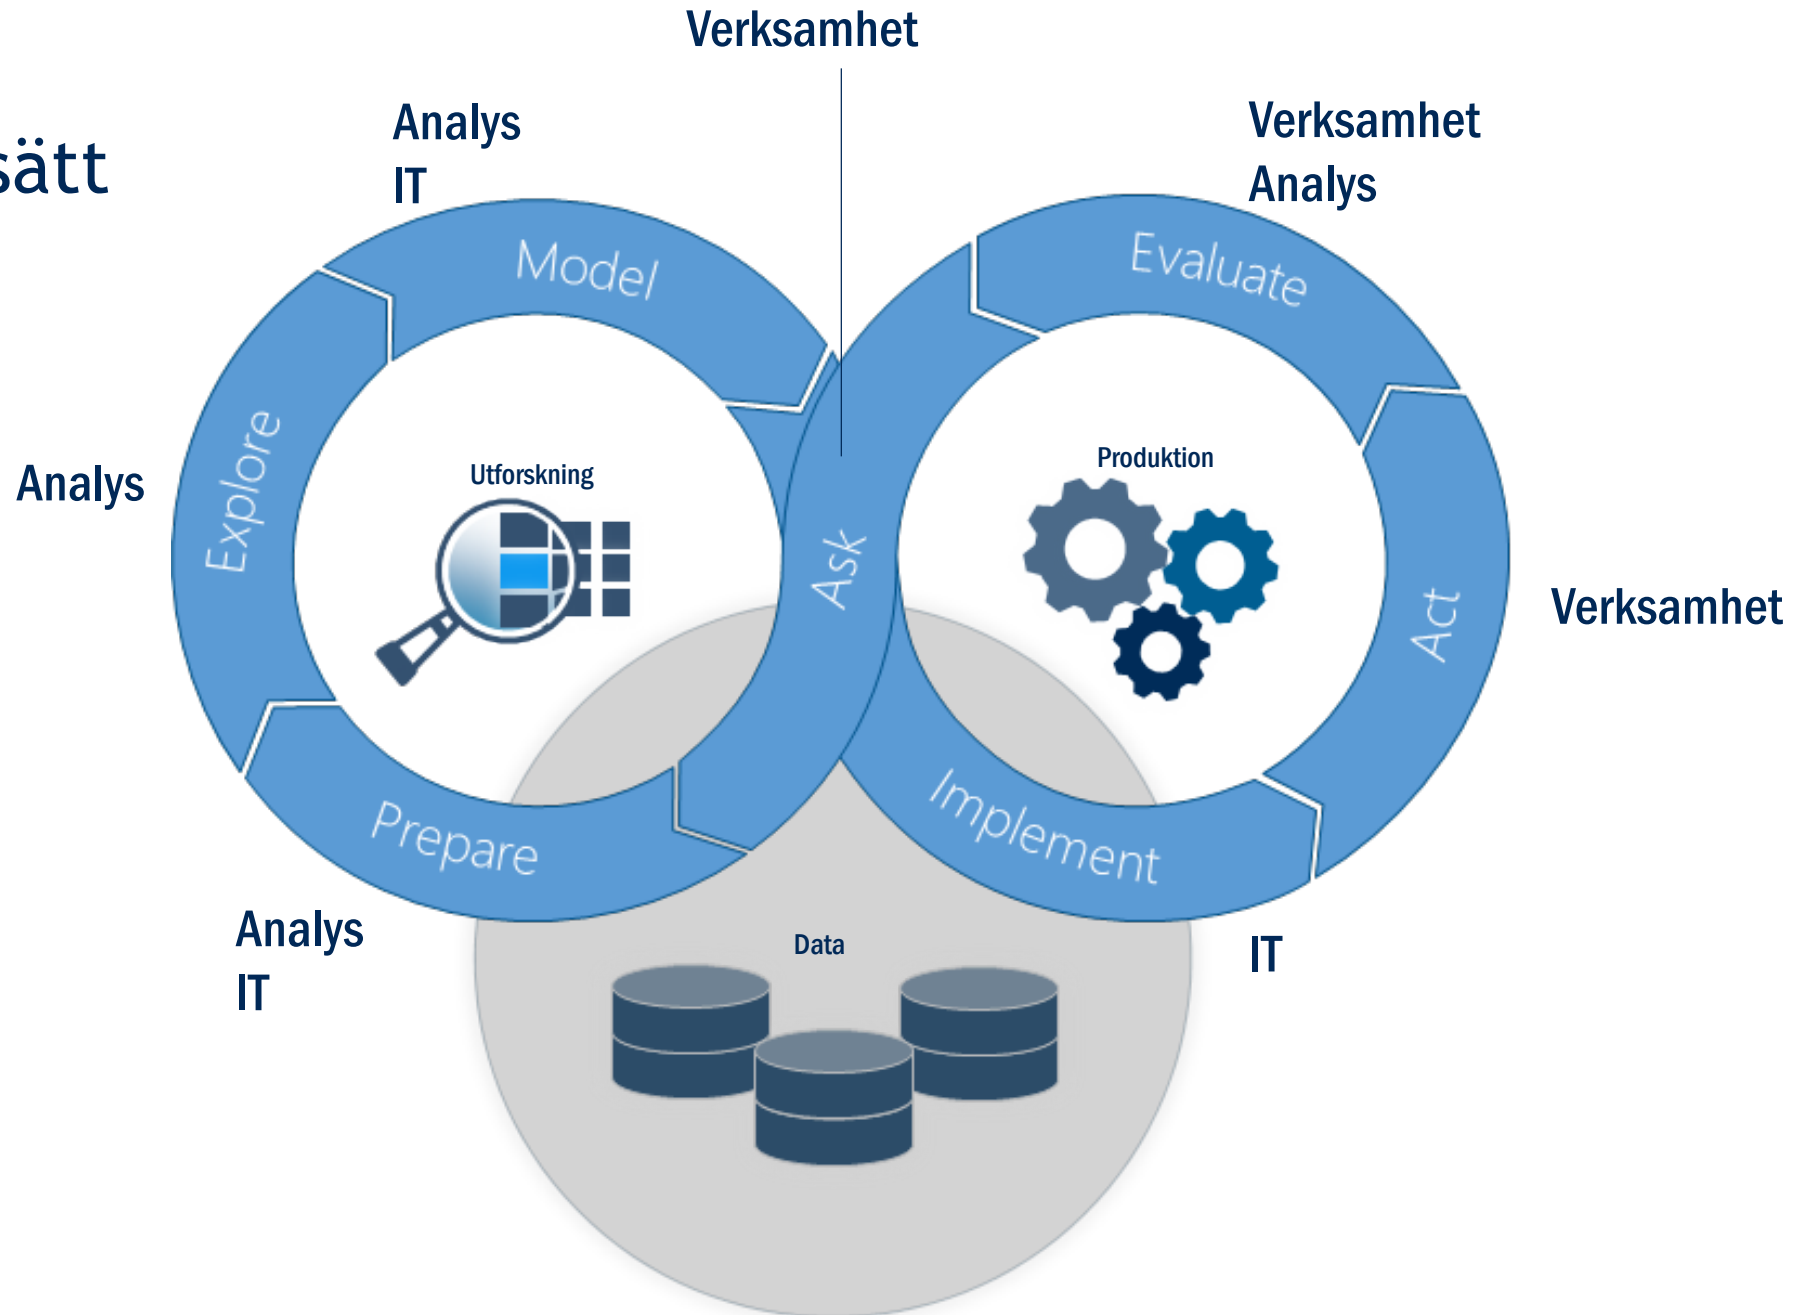 Verksamhet
Analys
IT
Verksamhet
Analys
sätt
Model
Evaluate
Explore
Analys
Utforskning
Produktion
Ask
Act
Verksamhet
Prepare
Implement
Analys
IT
Data
IT